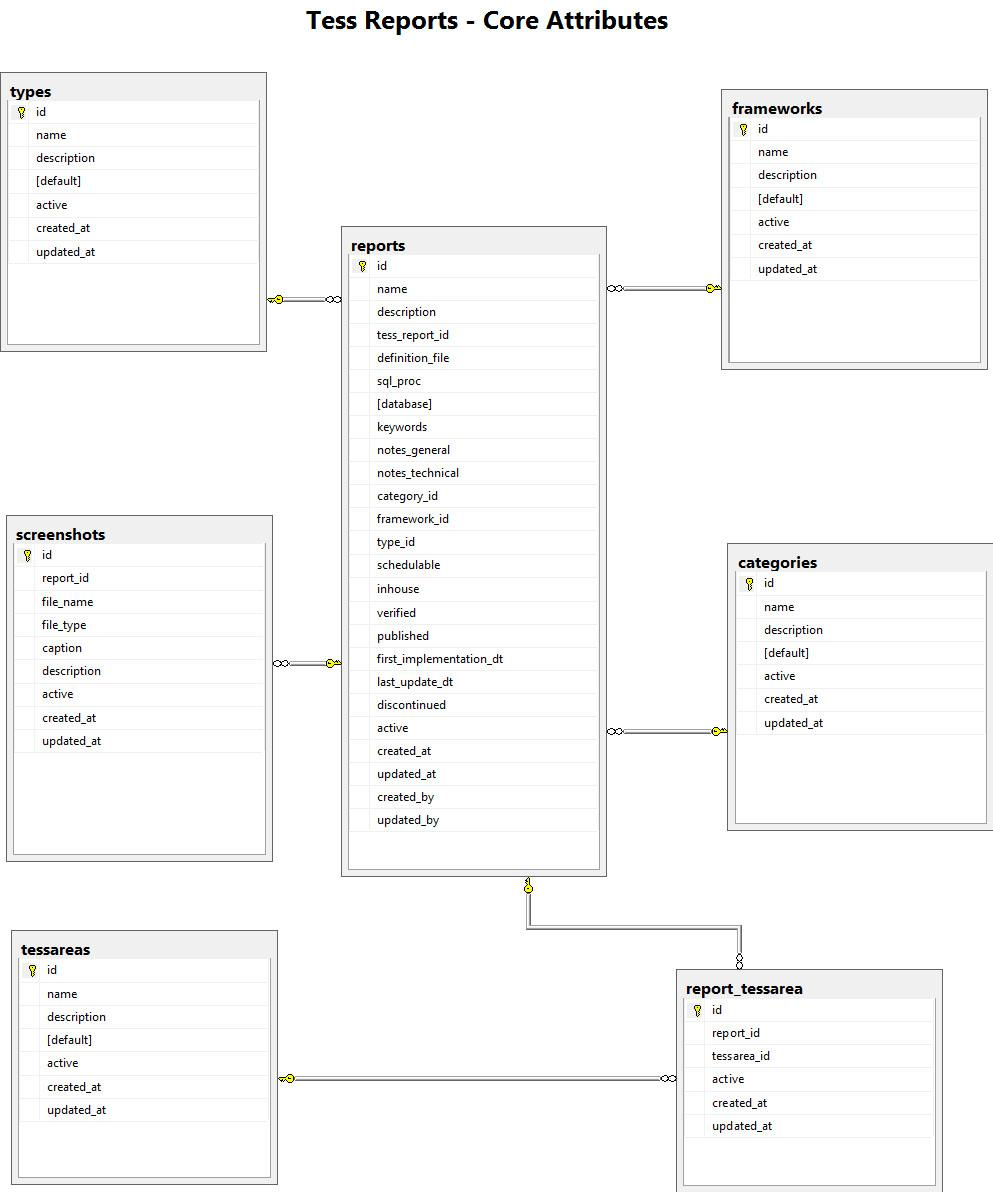 Tess Reports - Core Attributes
types
id
name
description
[default]
active
created_at
updated_at
frameworks
id
name
description
[default]
active
created_at
updated_at
reports
id
name
description
tess_report_id
definition_file
sql_proc
[database]
keywords
notes_general
notes_technical
category_id
framework_id
type_id
schedulable
inhouse
verified
published
first_implementation_dt
last_update_dt
discontinued
active
created_at
updated_at
created_by
updated_by
screenshots
id
report_id
file_name
file_type
caption
description
active
created_at
updated_at
categories
id
name
description
[default]
active
created_at
updated_at
tessareas
id
name
description
[default]
active
created_at
updated_at
report_tessarea
id
report_id
tessarea_id
active
created_at
updated_at